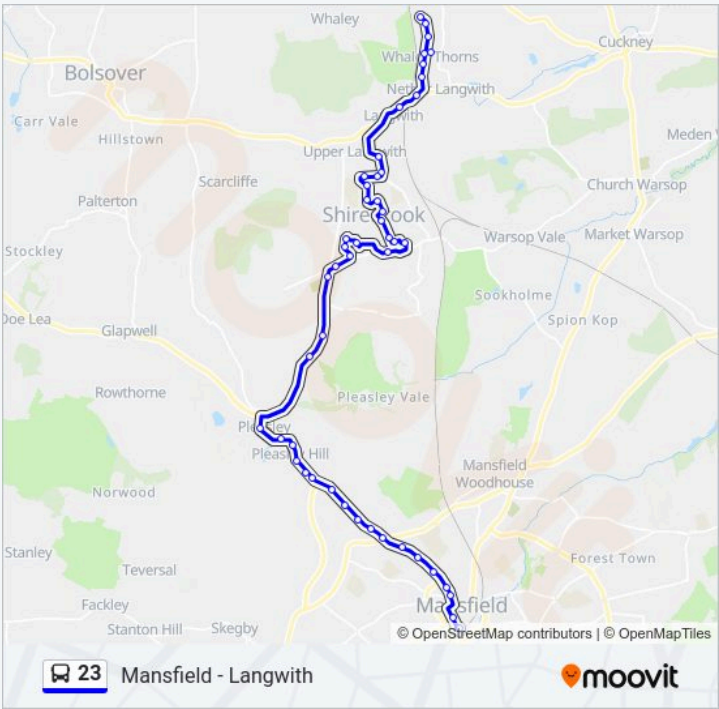 Whaley
Cuckney
Whaley Thorns
Bolsover
Nether Langwith
Carr Vale
Langwith
Hillstown
Meden
Upper Langwith
Scarcliffe
Church Warsop
Palterton
Shirebrook
Stockley
Warsop Vale
Market Warsop
Sookholme
Doe Lea
Spion Kop
Glapwell
Rowthorne
Pleasley Vale
Pleasley
Pleasley Hill
Mansfield
Woodhouse
Norwood
Stanley
Teversal
Forest Town
Fackley
Mansfield
Stanton Hill
Skegby
© OpenStreetMap contributors | © OpenMapTiles
23
Mansfield - Langwith
moovit